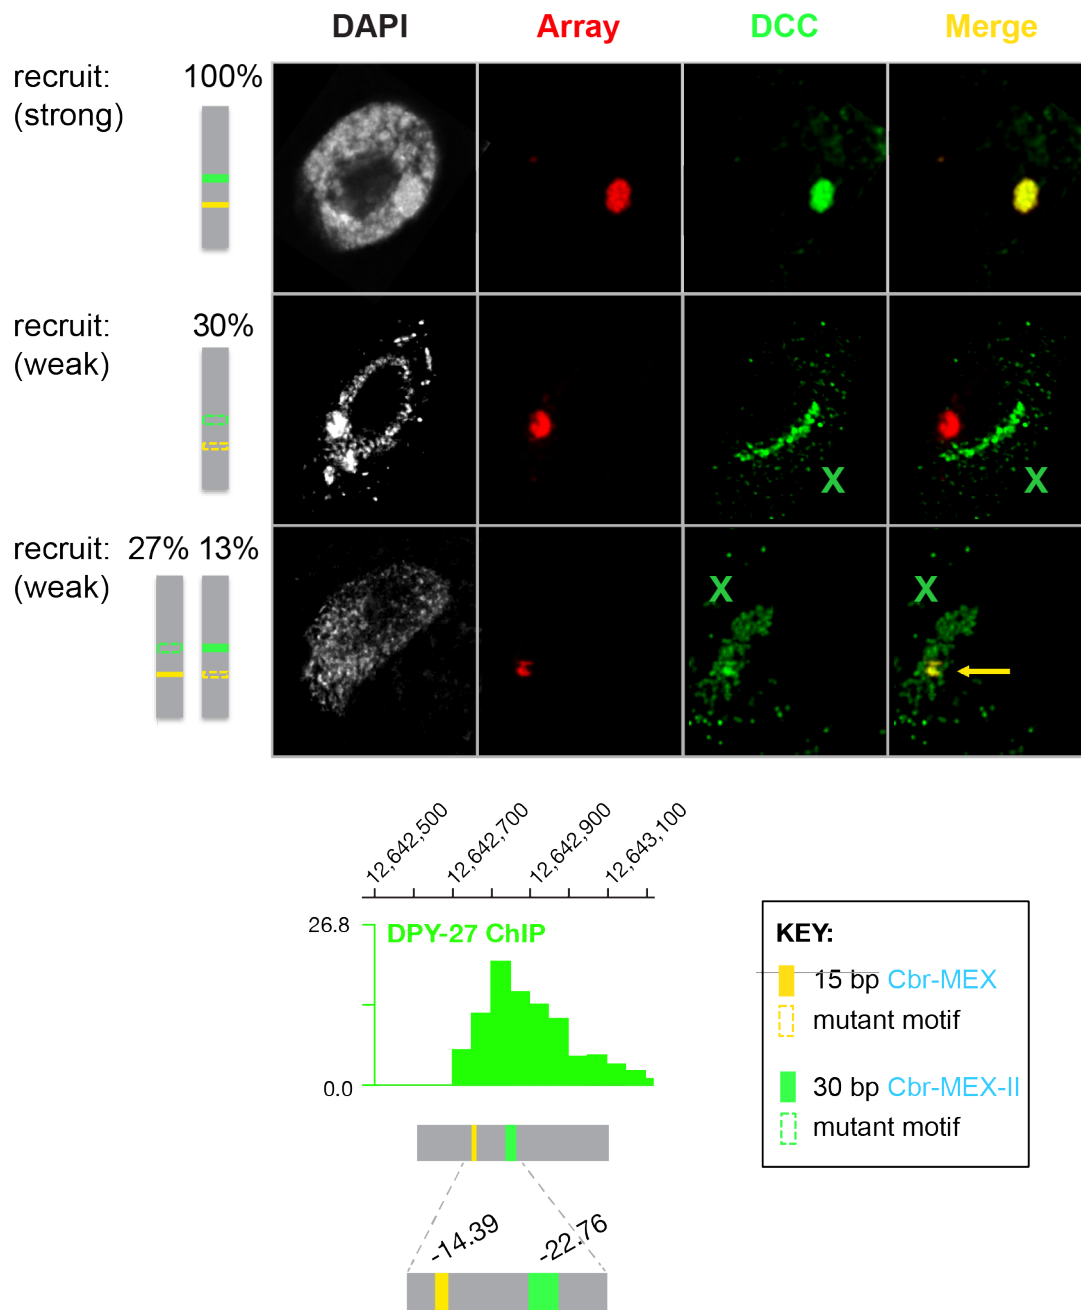 DAPI Array DCC Merge
recruit: 100%
(strong)
recruit: 30%
(weak)
X X
recruit: 27% 13%
(weak)
X X
12,642,500 12,642,700 12,642,900 12,643,100
26.8
DPY-27 ChIP
0.0
KEY:
15 bp Cbr-MEX
mutant motif
30 bp Cbr-MEX-II
mutant motif
-14.39 -22.76